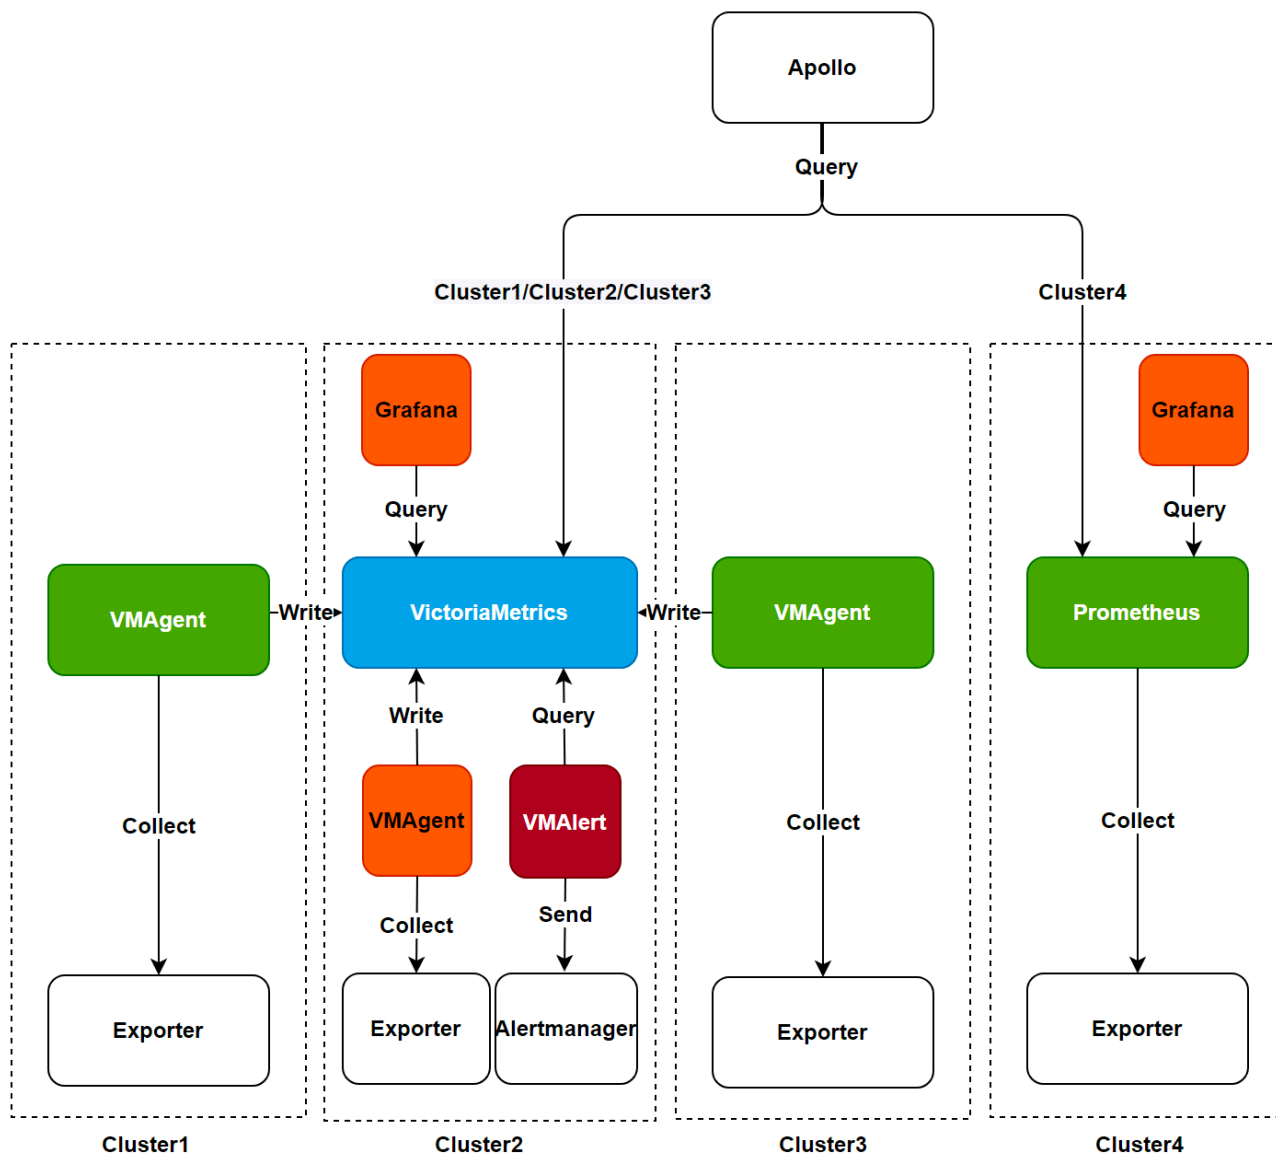 Apollo
Query
Cluster1/Cluster2/Cluster3
Cluster4
Grafana
Grafana
Query
Query
VMAgent
Write
VictoriaMetrics
Write
VMAgent
Prometheus
Write
Query
VMAgent
VMAlert
Collect
Collect
Collect
Collect
Send
Exporter
Exporter
Alertmanager
Exporter
Exporter
Cluster1
Cluster2
Cluster3
Cluster4